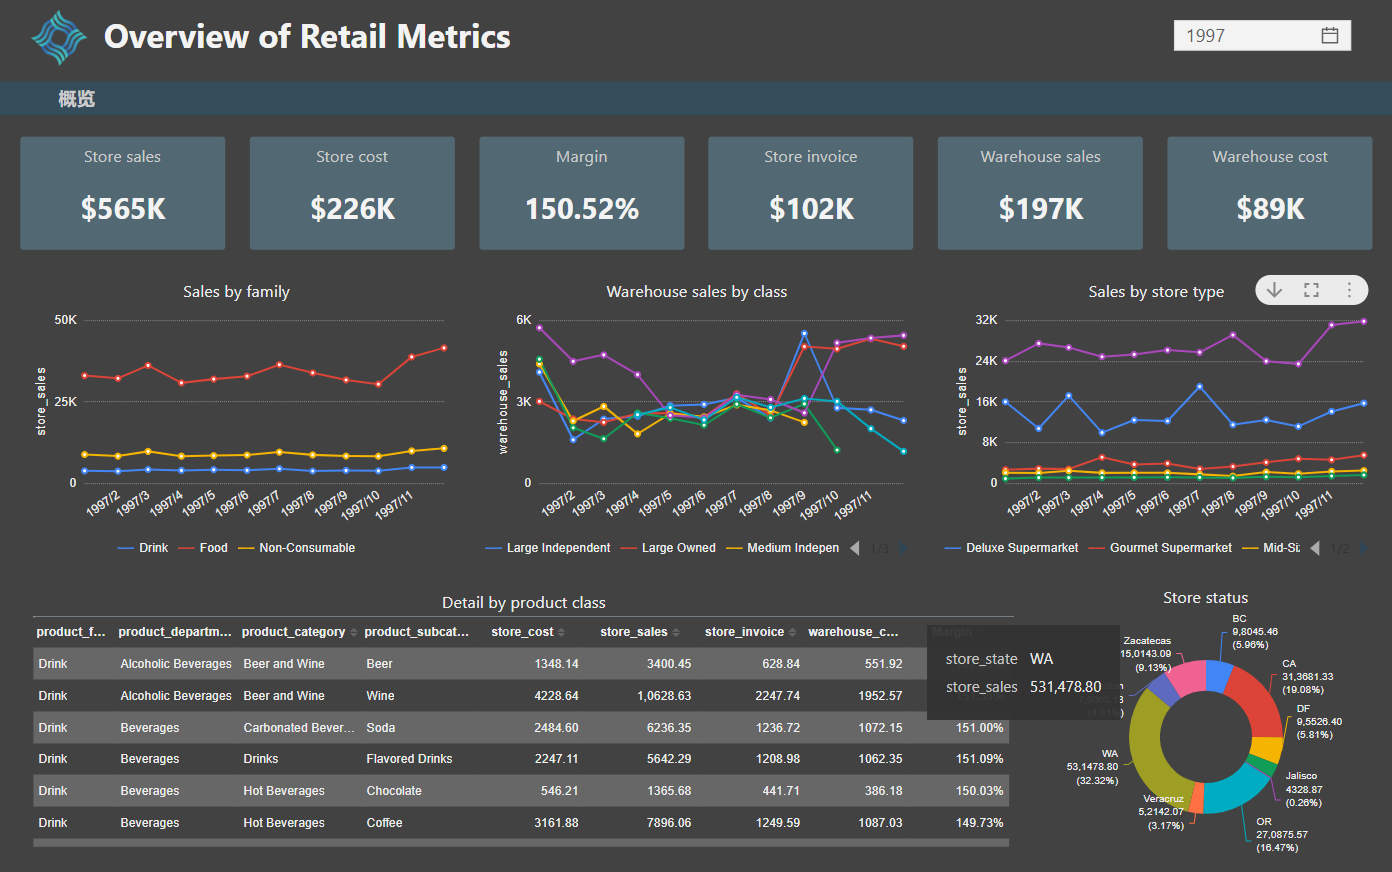 Overview of Retail Metrics
1997
概览
Store sales
$565K
Store cost
$226K
Margin
150.52%
Store invoice
$102K
Warehouse sales
$197K
Warehouse cost
$89K
Sales by family
50K
25K
0
store_sales
1997/2 1997/3 1997/4 1997/5 1997/6 1997/7 1997/8 1997/9 1997/10 1997/11
Drink Food Non-Consumable
Warehouse sales by class
6K
3K
0
warehouse_sales
1997/2 1997/3 1997/4 1997/5 1997/6 1997/7 1997/8 1997/9 1997/10 1997/11
Large Independent Large Owned Medium Indepen 1/3
Sales by store type
32K
24K
16K
8K
0
store_sales
1997/2 1997/3 1997/4 1997/5 1997/6 1997/7 1997/8 1997/9 1997/10 1997/11
Deluxe Supermarket Gourmet Supermarket Mid-Si 1/2
Detail by product class
product_f... product_departm... product_category product_subcat... store_cost store_sales store_invoice warehouse_c... Margin
Drink Alcoholic Beverages Beer and Wine Beer 1348.14 3400.45 628.84 551.92
Drink Alcoholic Beverages Beer and Wine Wine 4228.64 1,0628.63 2247.74 1952.57
Drink Beverages Carbonated Bever... Soda 2484.60 6236.35 1236.72 1072.15 151.00%
Drink Beverages Drinks Flavored Drinks 2247.11 5642.29 1208.98 1062.35 151.09%
Drink Beverages Hot Beverages Chocolate 546.21 1365.68 441.71 386.18 150.03%
Drink Beverages Hot Beverages Coffee 3161.88 7896.06 1249.59 1087.03 149.73%
store_state WA
store_sales 531,478.80
Store status
BC
9,8045.46
(5.96%)
CA
31,3681.33
(19.08%)
DF
9,5526.40
(5.81%)
Jalisco
4328.87
(0.26%)
OR
27,0875.57
(16.47%)
Veracruz
5,2142.07
(3.17%)
WA
53,1478.80
(32.32%)
Zacatecas
15,0143.09
(9.13%)